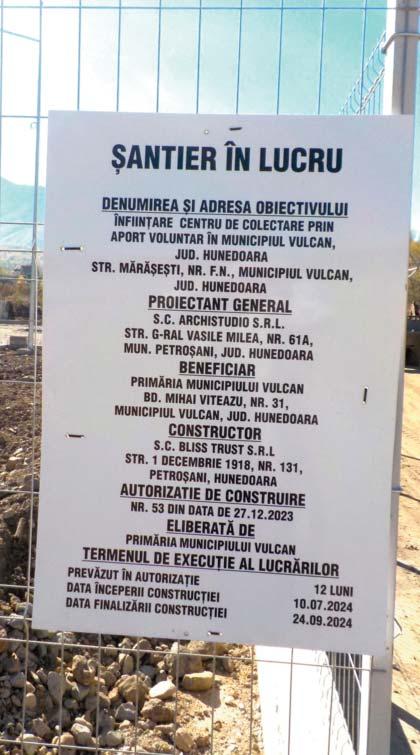 ȘANTIER ÎN LUCRU
DENUMIREA ȘI ADRESA OBIECTIVULUI
ÎNFIINȚARE CENTRU DE COLECTARE PRIN
APORT VOLUNTAR ÎN MUNICIPIUL VULCAN,
JUD. HUNEDOARA
STR. MĂRĂȘEȘTI, NR. F.N., MUNICIPIUL VULCAN,
JUD. HUNEDOARA
PROIECTANT GENERAL
S.C. ARCHISTUDIO S.R.L.
STR. G-RAL VASILE MILEA, NR. 61A,
MUN. PETROȘANI, JUD. HUNEDOARA
BENEFICIAR
PRIMĂRIA MUNICIPIULUI VULCAN
BD. MIHAI VITEAZU, NR. 31,
MUNICIPIUL VULCAN, JUD. HUNEDOARA
CONSTRUCTOR
S.C. BLISS TRUST S.R.L
STR. 1 DECEMBRIE 1918, NR. 131,
PETROȘANI, HUNEDOARA
AUTORIZATIE DE CONSTRUIRE
NR. 53 DIN DATA DE 27.12.2023
ELIBERATĂ DE
PRIMĂRIA MUNICIPIULUI VULCAN
TERMENUL DE EXECUȚIE AL LUCRĂRILOR
PREVĂZUT ÎN AUTORIZAȚIE 12 LUNI
DATA ÎNCEPERII CONSTRUCȚIEI 10.07.2024
DATA FINALIZĂRII CONSTRUCȚIEI 24.09.2024